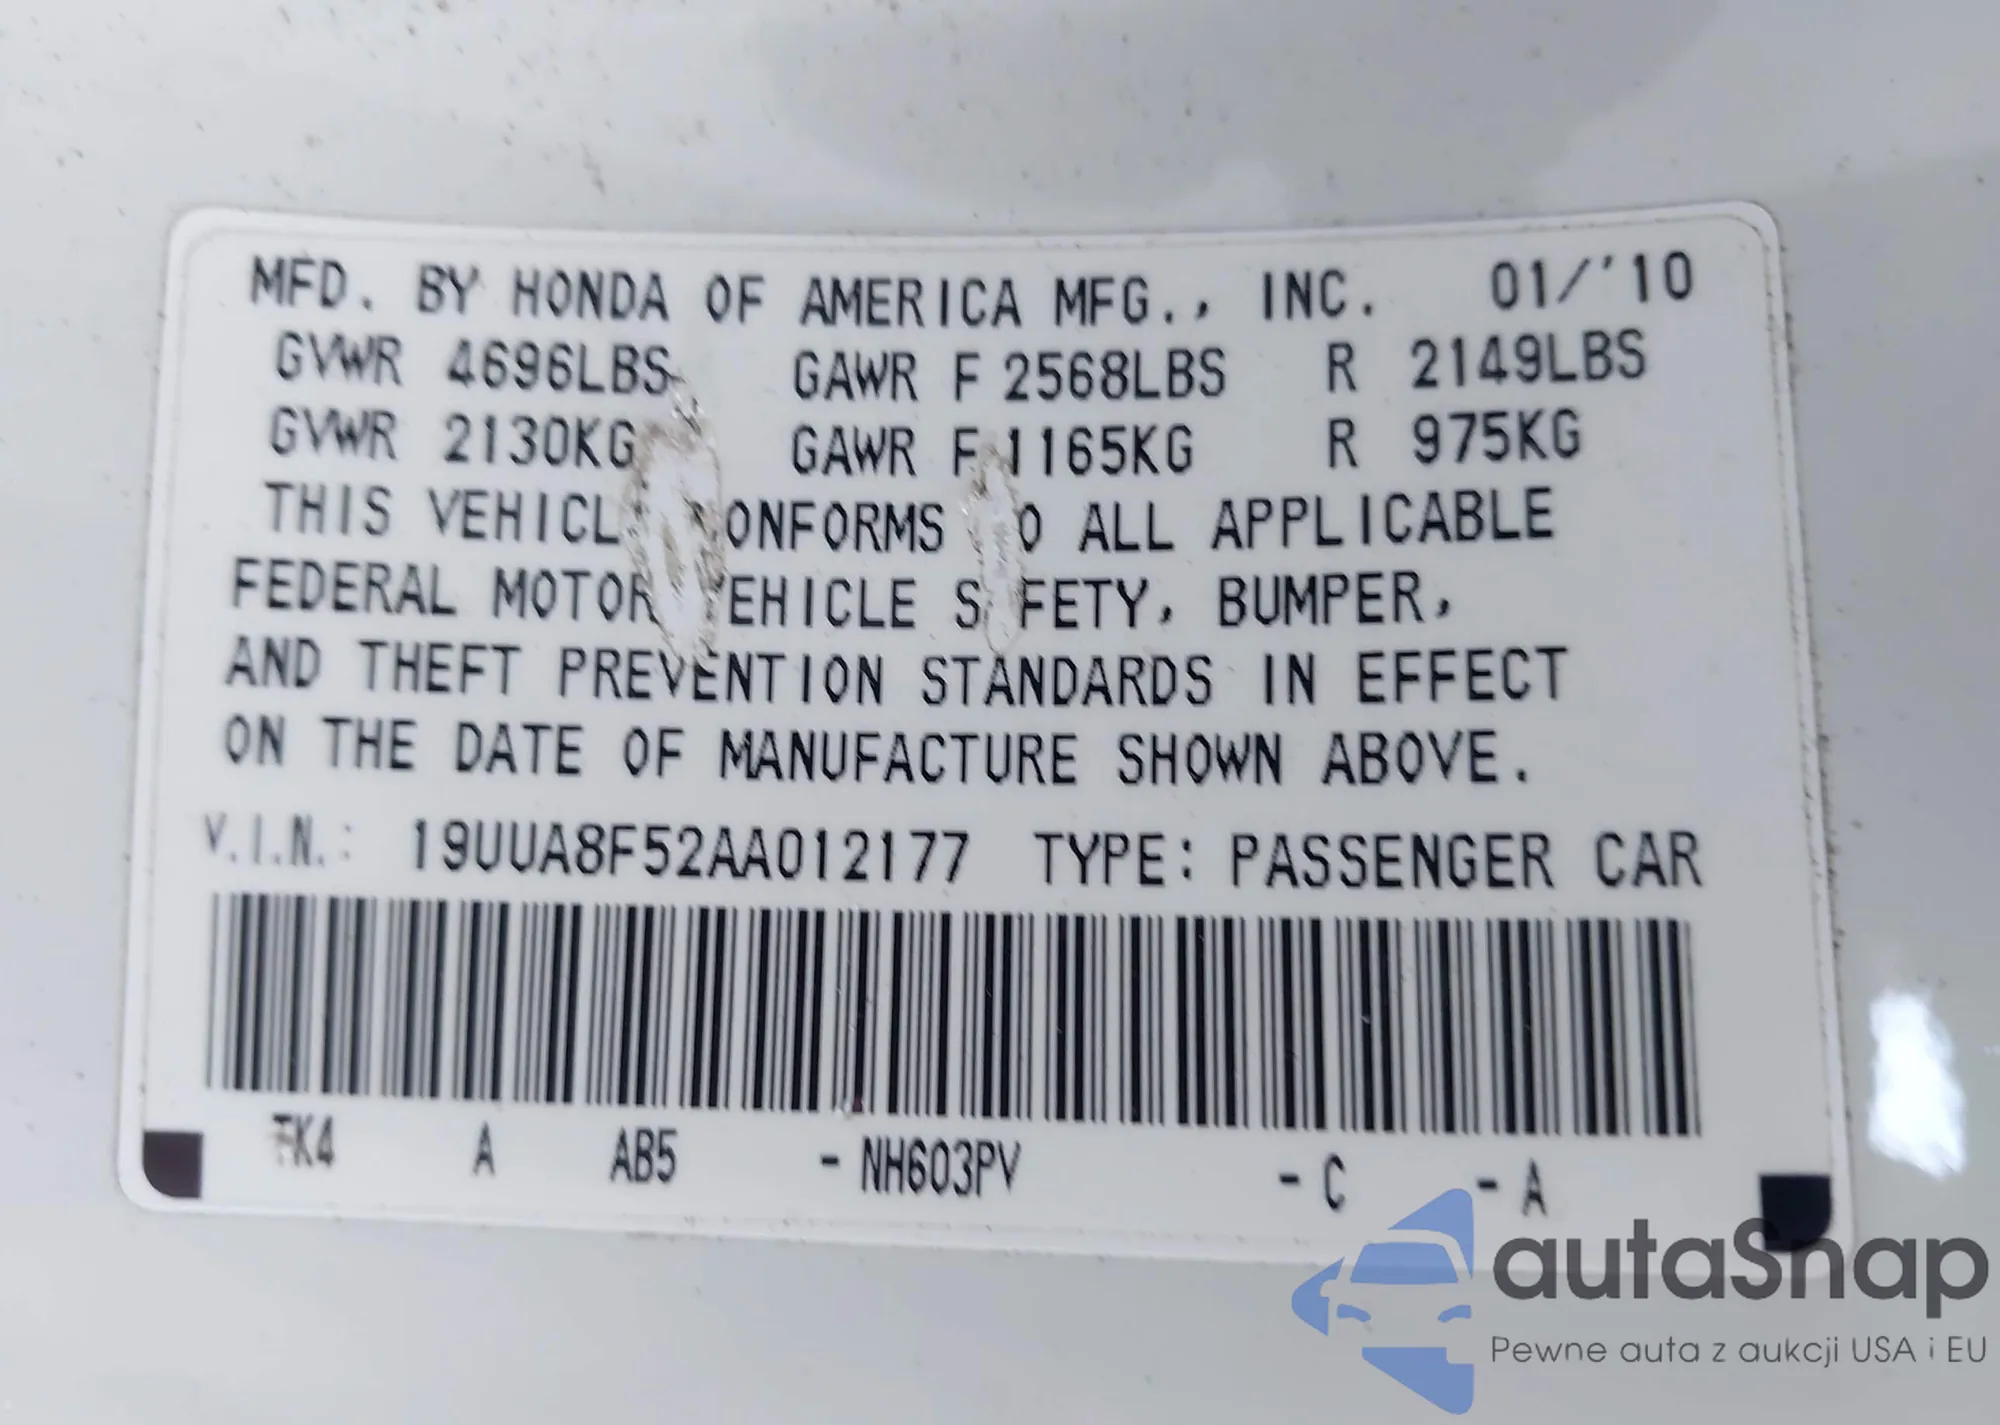 MFD. BY HONDA OF AMERICA MFG., INC. 01/'10
GVWR 4696LBS GAWR F 2568LBS R 2149LBS
GVWR 2130KG GAWR F 1165KG R 975KG
THIS VEHICL ONFORMS O ALL APPLICABLE
FEDERAL MOTOR EHICLE S FETY, BUMPER,
AND THEFT PREVENTION STANDARDS IN EFFECT
ON THE DATE OF MANUFACTURE SHOWN ABOVE.
V.I.N.: 19UUA8F52AA012177 TYPE: PASSENGER CAR
TK4 A AB5 - NH603PV - C - A
autaSnap
Pewne auta z aukcji USA i EU